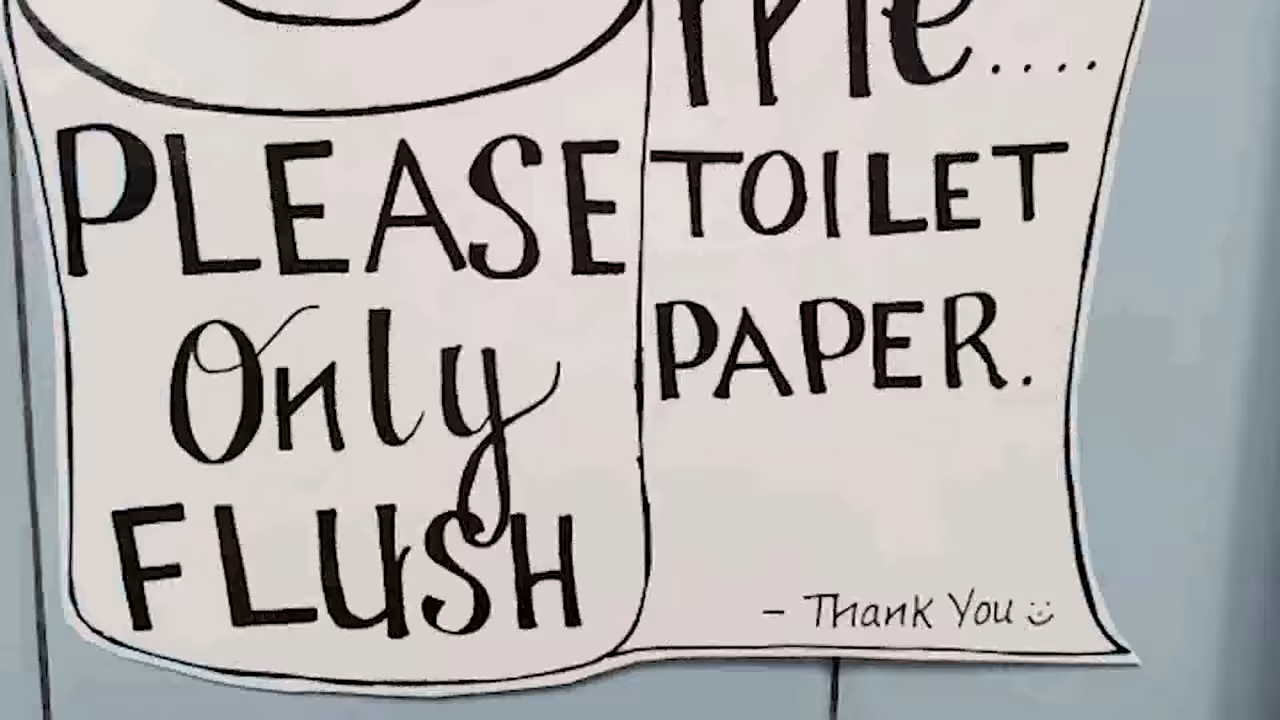 PLEASE
Only
FLUSH
TOILET
PAPER.
- Thank You :)